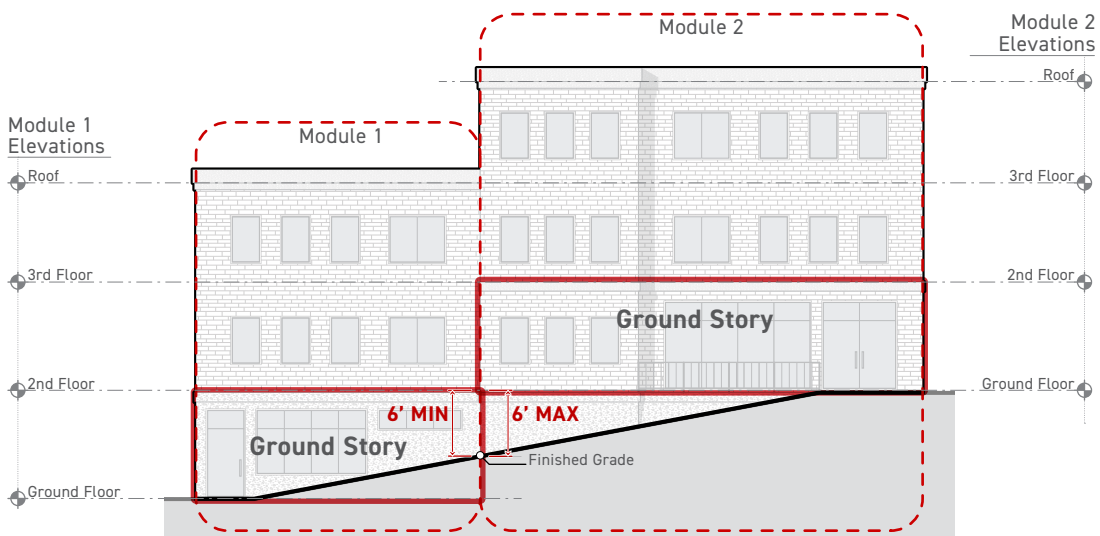 Module 2
Module 2
Elevations
Roof
Module 1
Elevations
Module 1
Roof
3rd Floor
3rd Floor
2nd Floor
Ground Story
2nd Floor
Ground Floor
6’ MIN
6’ MAX
Ground Story
Finished Grade
Ground Floor